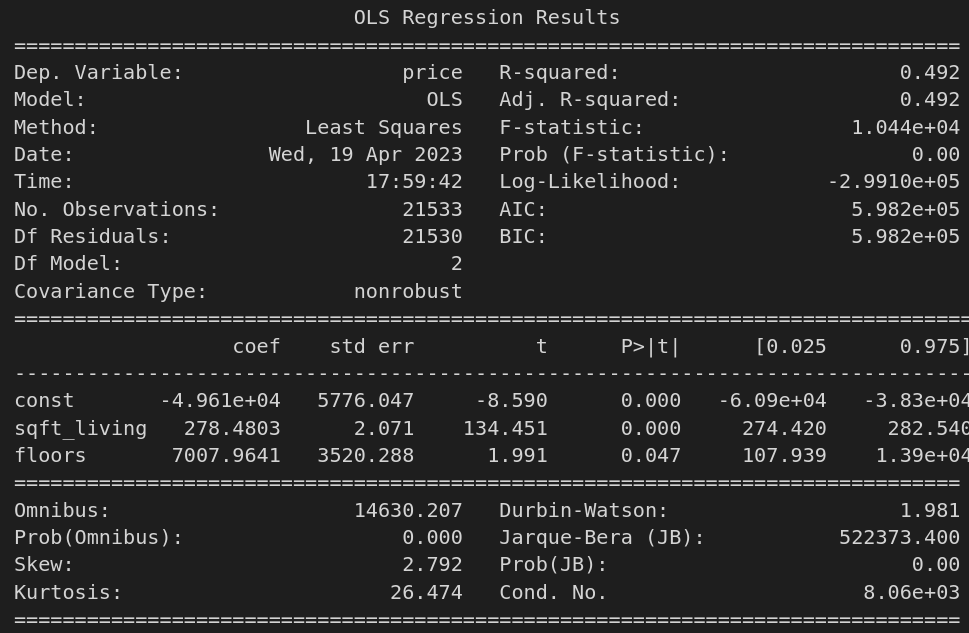 OLS Regression Results
==============================================================================
Dep. Variable:                  price   R-squared:                       0.492
Model:                            OLS   Adj. R-squared:                  0.492
Method:                 Least Squares   F-statistic:                 1.044e+04
Date:                Wed, 19 Apr 2023   Prob (F-statistic):               0.00
Time:                        17:59:42   Log-Likelihood:            -2.9910e+05
No. Observations:               21533   AIC:                         5.982e+05
Df Residuals:                   21530   BIC:                         5.982e+05
Df Model:                           2
Covariance Type:            nonrobust
===============================================================================
                  coef    std err          t      P>|t|      [0.025      0.975]
-------------------------------------------------------------------------------
const       -4.961e+04   5776.047     -8.590      0.000   -6.09e+04   -3.83e+04
sqft_living   278.4803      2.071    134.451      0.000     274.420     282.540
floors       7007.9641   3520.288      1.991      0.047     107.939    1.39e+04
==============================================================================
Omnibus:                    14630.207   Durbin-Watson:                   1.981
Prob(Omnibus):                  0.000   Jarque-Bera (JB):           522373.400
Skew:                           2.792   Prob(JB):                         0.00
Kurtosis:                      26.474   Cond. No.                     8.06e+03
==============================================================================